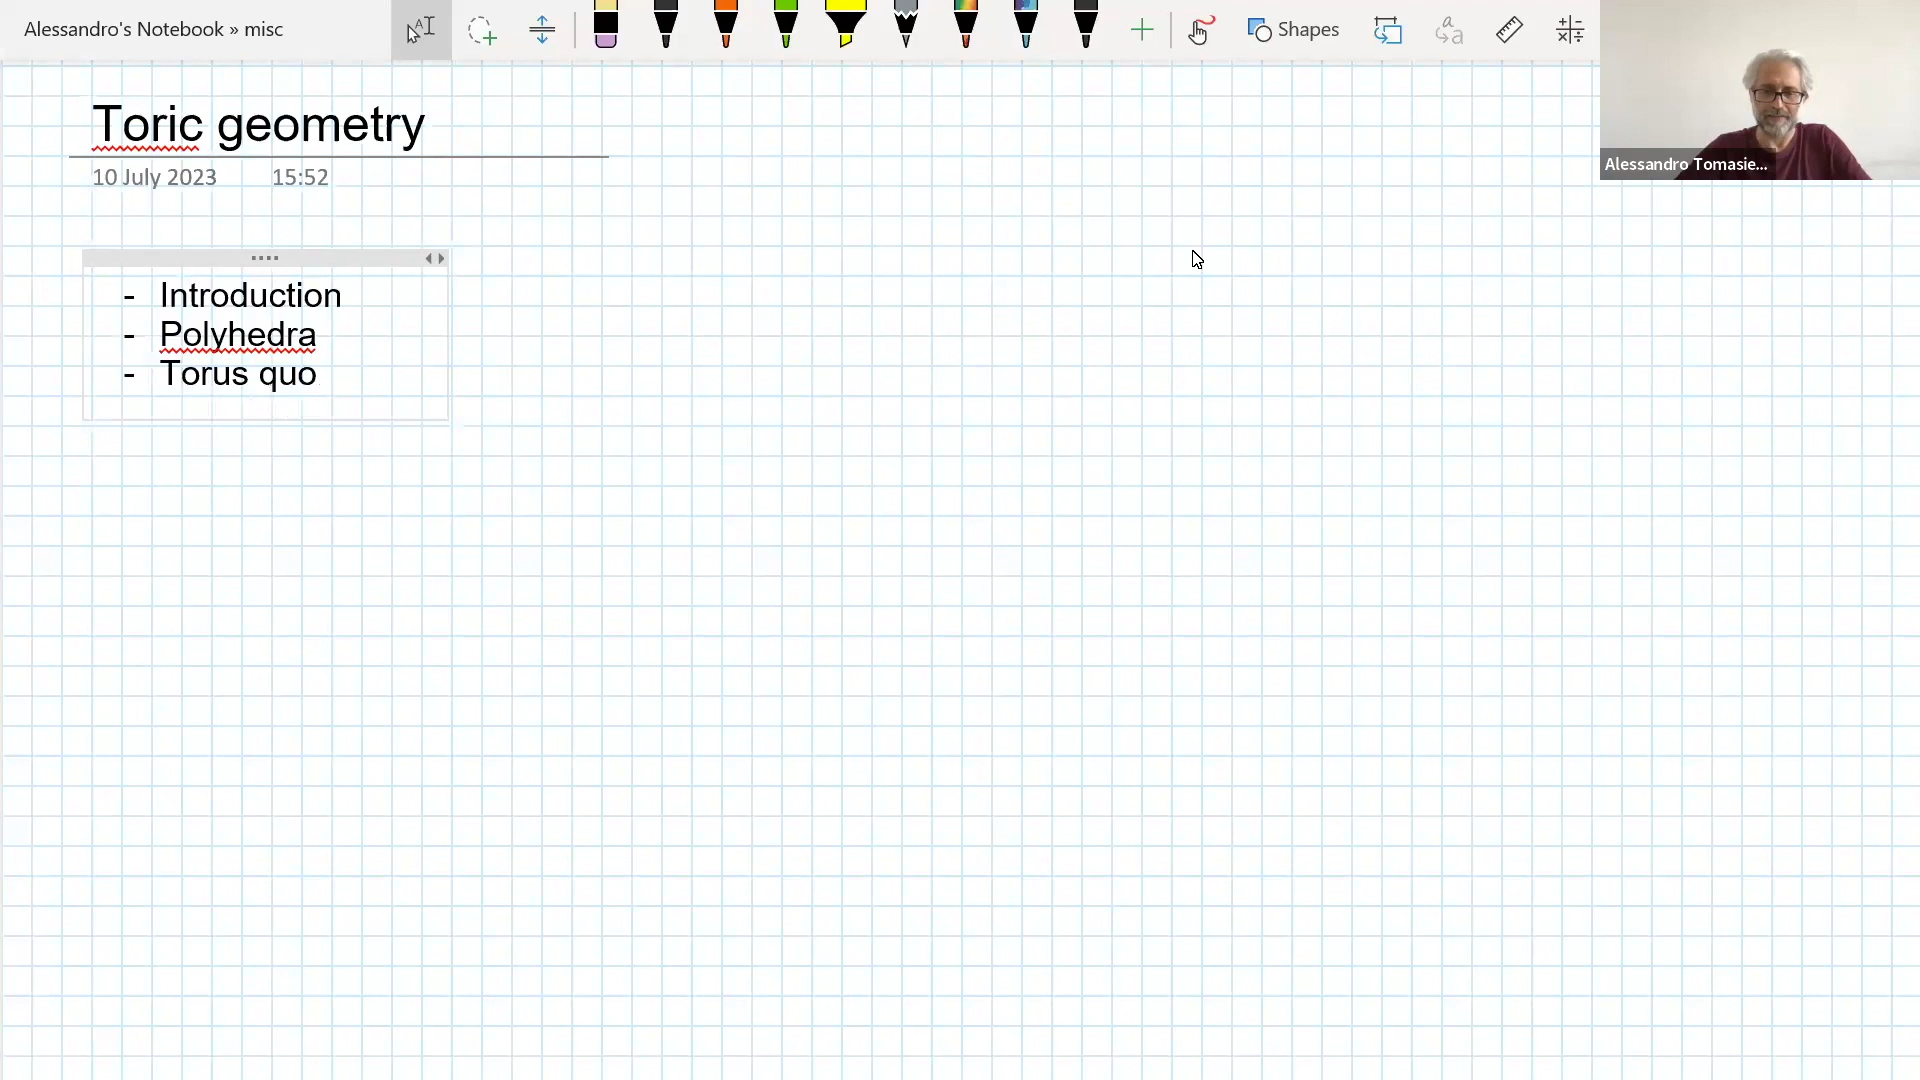 Alessandro's Notebook » misc
Shapes
Alessandro Tomasie...
Toric geometry
10 July 2023 15:52
- Introduction
- Polyhedra
- Torus quo